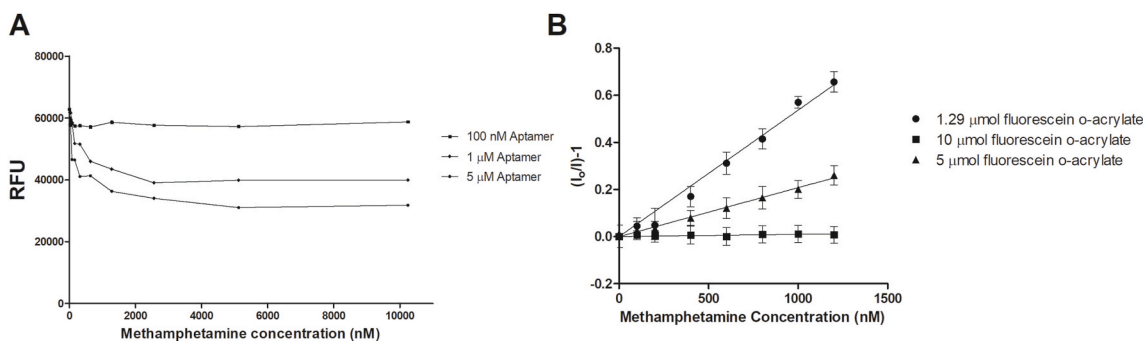 A
80000
60000
40000
20000
0
RFU
0 2000 4000 6000 8000 10000
Methamphetamine concentration (nM)
100 nM Aptamer
1 µM Aptamer
5 µM Aptamer
B
0.8
0.6
0.4
0.2
0.0
-0.2
(I₀/I)-1
0 500 1000 1500
Methamphetamine Concentration (nM)
1.29 µmol fluorescein o-acrylate
10 µmol fluorescein o-acrylate
5 µmol fluorescein o-acrylate